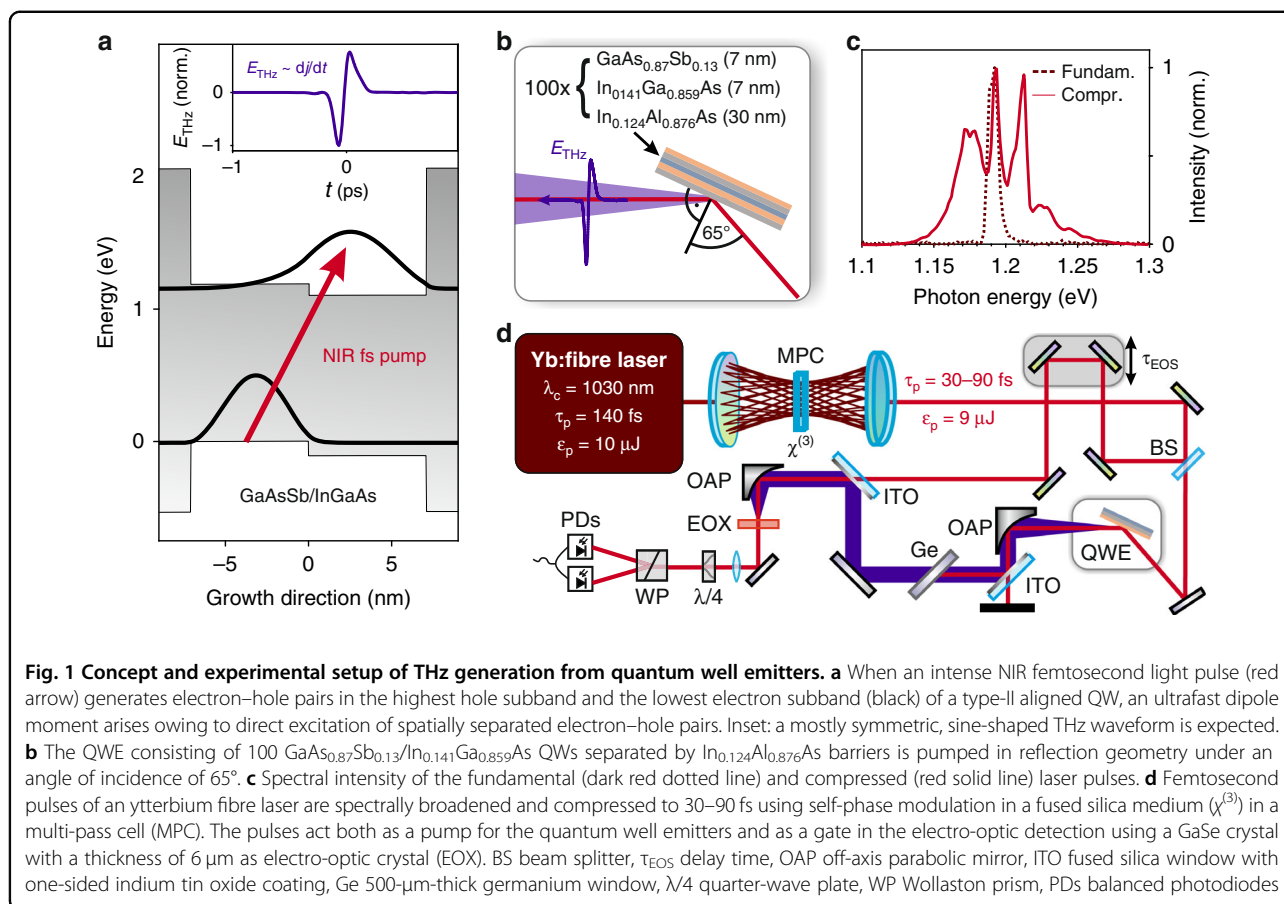 a
E_THz ~ dj/dt
E_THz (norm.)
0
−1
−1
0
t (ps)
2
1
0
Energy (eV)
NIR fs pump
GaAsSb/InGaAs
−5
0
5
Growth direction (nm)
b
100x
GaAs0.87Sb0.13 (7 nm)
In0141Ga0.859As (7 nm)
In0.124Al0.876As (30 nm)
E_THz
65°
c
Fundam.
Compr.
1
0
Intensity (norm.)
1.1
1.15
1.2
1.25
1.3
Photon energy (eV)
d
Yb:fibre laser
λc = 1030 nm
τp = 140 fs
εp = 10 μJ
MPC
χ(3)
τp = 30–90 fs
εp = 9 μJ
τEOS
BS
OAP
ITO
EOX
PDs
WP
λ/4
Ge
OAP
ITO
QWE
Fig. 1 Concept and experimental setup of THz generation from quantum well emitters. a When an intense NIR femtosecond light pulse (red
arrow) generates electron–hole pairs in the highest hole subband and the lowest electron subband (black) of a type-II aligned QW, an ultrafast dipole
moment arises owing to direct excitation of spatially separated electron–hole pairs. Inset: a mostly symmetric, sine-shaped THz waveform is expected.
b The QWE consisting of 100 GaAs0.87Sb0.13/In0.141Ga0.859As QWs separated by In0.124Al0.876As barriers is pumped in reflection geometry under an
angle of incidence of 65°. c Spectral intensity of the fundamental (dark red dotted line) and compressed (red solid line) laser pulses. d Femtosecond
pulses of an ytterbium fibre laser are spectrally broadened and compressed to 30–90 fs using self-phase modulation in a fused silica medium (χ(3)) in a
multi-pass cell (MPC). The pulses act both as a pump for the quantum well emitters and as a gate in the electro-optic detection using a GaSe crystal
with a thickness of 6 μm as electro-optic crystal (EOX). BS beam splitter, τEOS delay time, OAP off-axis parabolic mirror, ITO fused silica window with
one-sided indium tin oxide coating, Ge 500-μm-thick germanium window, λ/4 quarter-wave plate, WP Wollaston prism, PDs balanced photodiodes